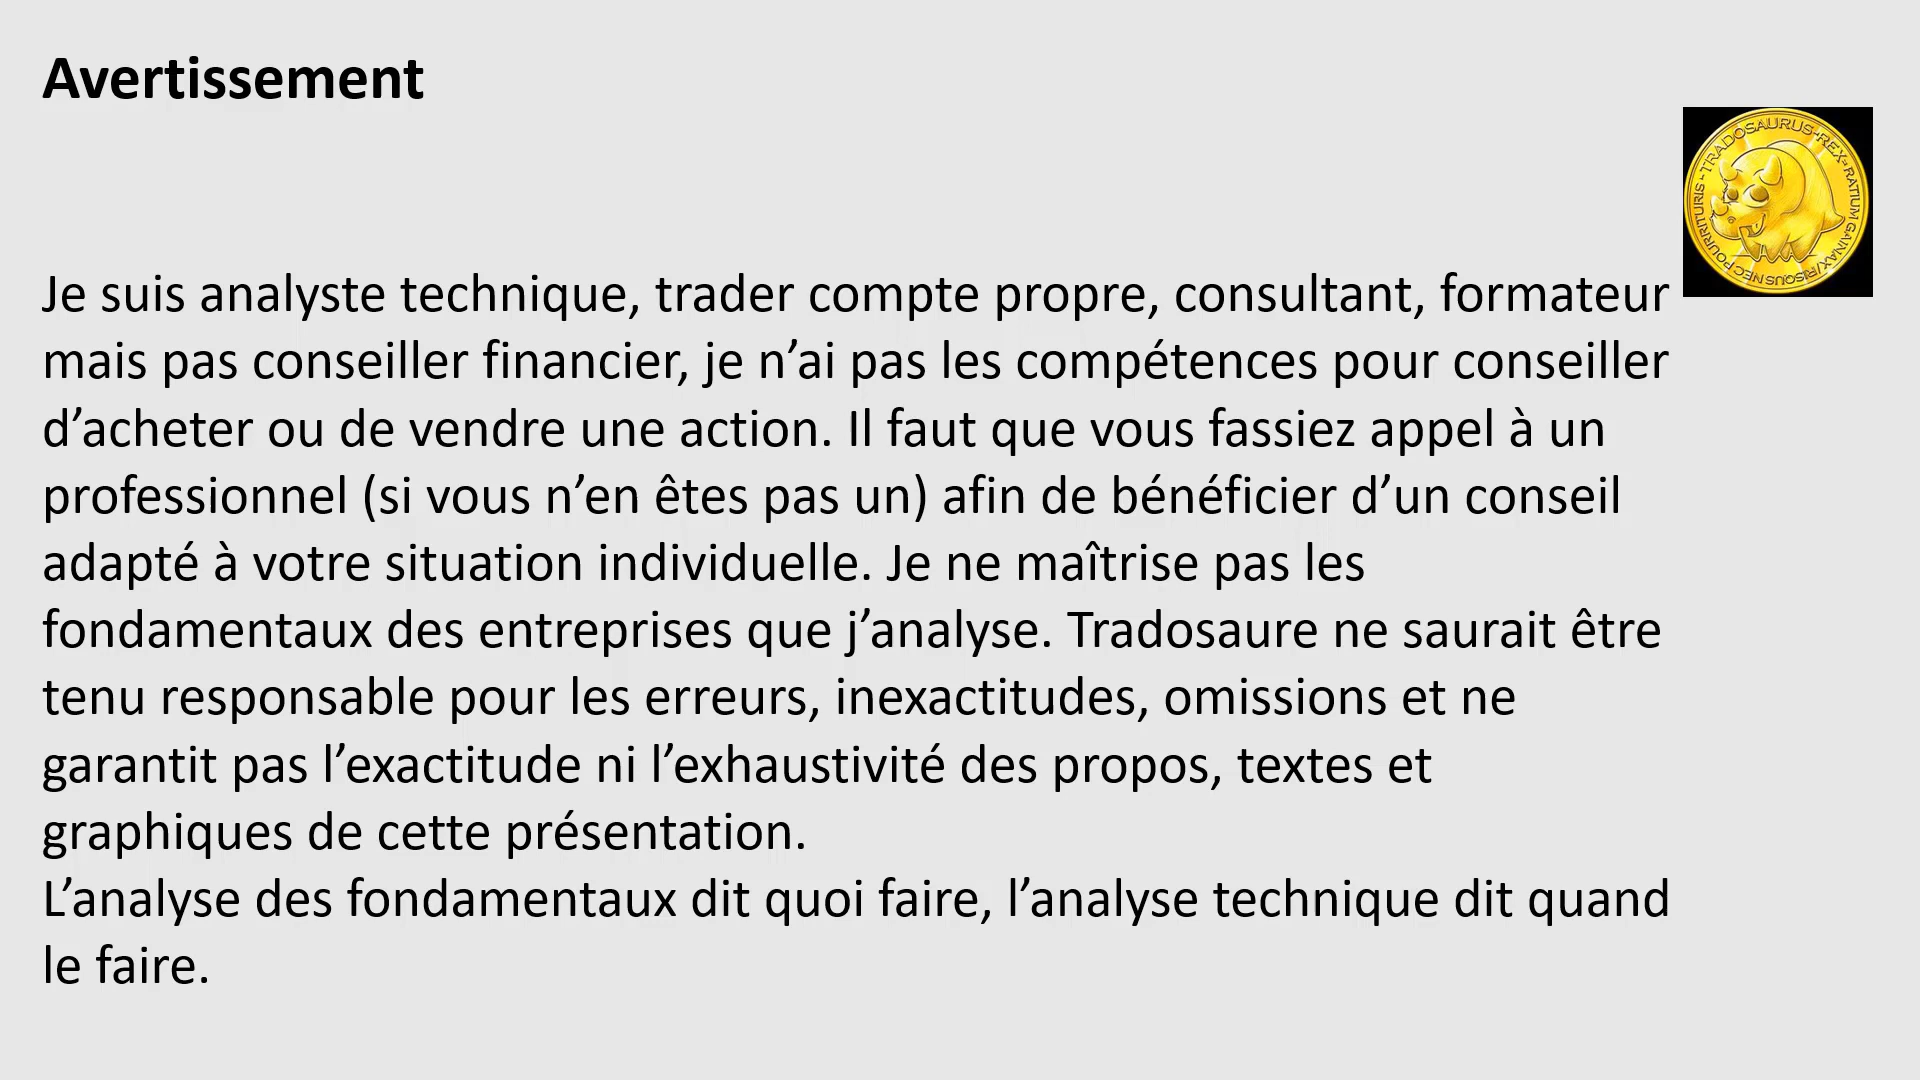 Avertissement
TRADOSAURUS-REX-RATIUM GAINAX/RISQUS NEC POURRITURIS -
Je suis analyste technique, trader compte propre, consultant, formateur
mais pas conseiller financier, je n’ai pas les compétences pour conseiller
d’acheter ou de vendre une action. Il faut que vous fassiez appel à un
professionnel (si vous n’en êtes pas un) afin de bénéficier d’un conseil
adapté à votre situation individuelle. Je ne maîtrise pas les
fondamentaux des entreprises que j’analyse. Tradosaure ne saurait être
tenu responsable pour les erreurs, inexactitudes, omissions et ne
garantit pas l’exactitude ni l’exhaustivité des propos, textes et
graphiques de cette présentation.
L’analyse des fondamentaux dit quoi faire, l’analyse technique dit quand
le faire.